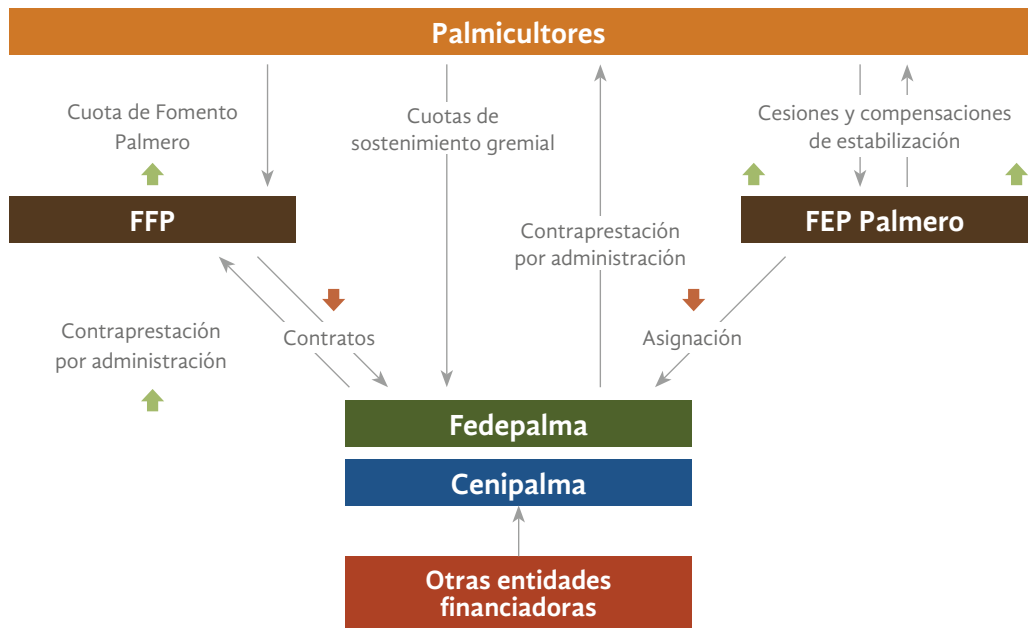 Palmicultores
Cuota de Fomento
Palmero
Cuotas de
sostenimiento gremial
Cesiones y compensaciones
de estabilización
FFP
FEP Palmero
Contraprestación
por administración
Contraprestación
por administración
Contratos
Asignación
Fedepalma
Cenipalma
Otras entidades
financiadoras